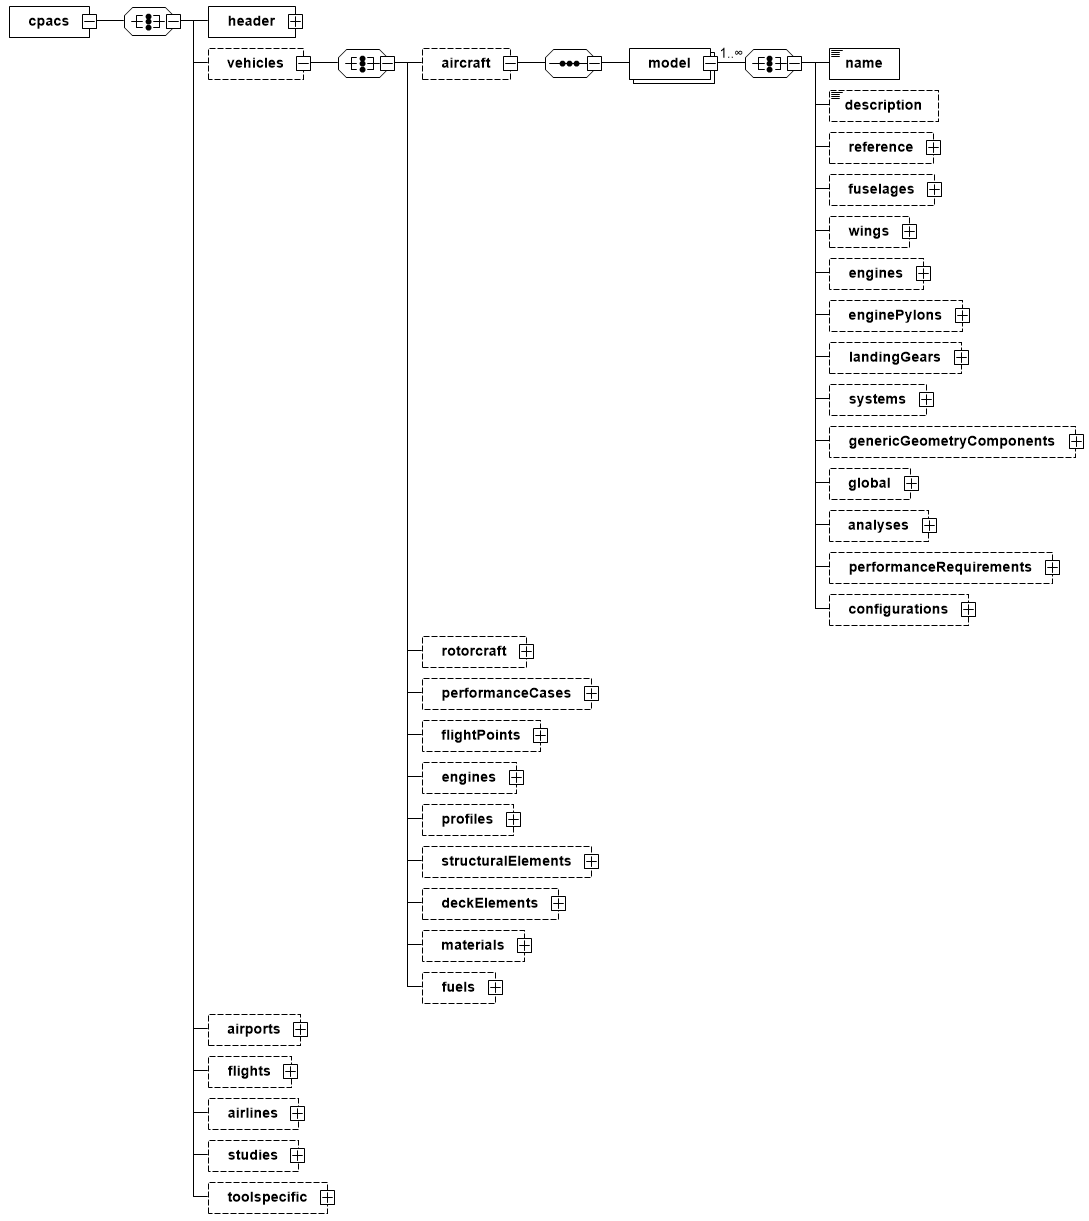 cpacs
header
vehicles
aircraft
model
1..∞
name
description
reference
fuselages
wings
engines
enginePylons
landingGears
systems
genericGeometryComponents
global
analyses
performanceRequirements
configurations
rotorcraft
performanceCases
flightPoints
engines
profiles
structuralElements
deckElements
materials
fuels
airports
flights
airlines
studies
toolspecific